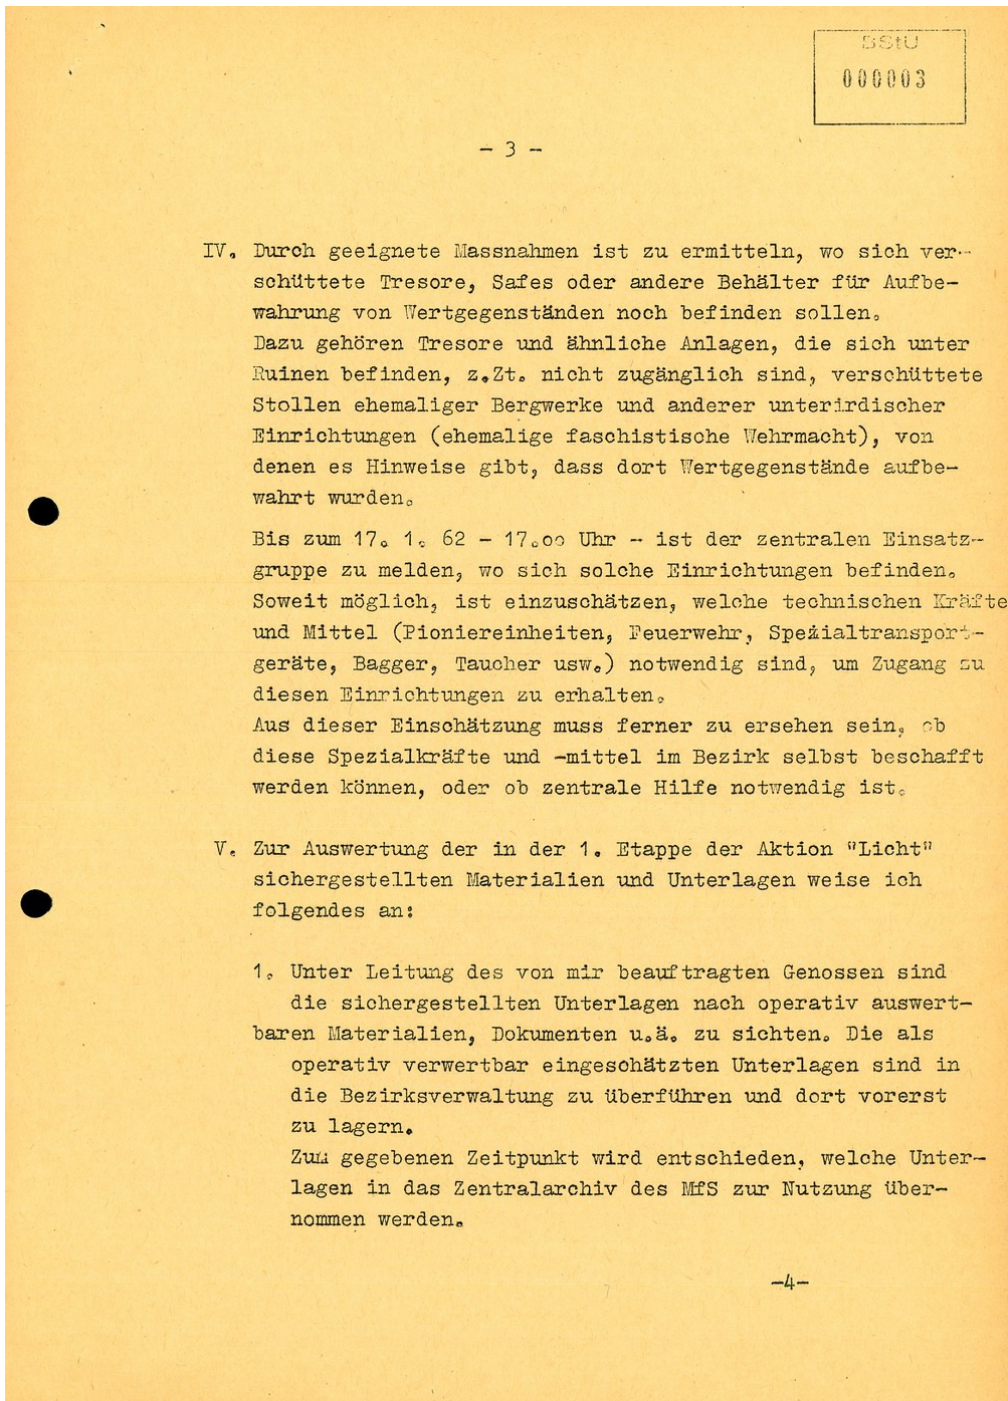 BStU
000003
- 3 -
IV. Durch geeignete Massnahmen ist zu ermitteln, wo sich ver-
schüttete Tresore, Safes oder andere Behälter für Aufbe-
wahrung von Wertgegenständen noch befinden sollen.
Dazu gehören Tresore und ähnliche Anlagen, die sich unter
Ruinen befinden, z.Zt. nicht zugänglich sind, verschüttete
Stollen ehemaliger Bergwerke und anderer unterirdischer
Einrichtungen (ehemalige faschistische Wehrmacht), von
denen es Hinweise gibt, dass dort Wertgegenstände aufbe-
wahrt wurden.
Bis zum 17. 1. 62 - 17.oo Uhr - ist der zentralen Einsatz-
gruppe zu melden, wo sich solche Einrichtungen befinden.
Soweit möglich, ist einzuschätzen, welche technischen Kräfte
und Mittel (Pioniereinheiten, Feuerwehr, Spezialtransport-
geräte, Bagger, Taucher usw.) notwendig sind, um Zugang zu
diesen Einrichtungen zu erhalten.
Aus dieser Einschätzung muss ferner zu ersehen sein, ob
diese Spezialkräfte und -mittel im Bezirk selbst beschafft
werden können, oder ob zentrale Hilfe notwendig ist.
V. Zur Auswertung der in der 1. Etappe der Aktion "Licht"
sichergestellten Materialien und Unterlagen weise ich
folgendes an:
1. Unter Leitung des von mir beauftragten Genossen sind
die sichergestellten Unterlagen nach operativ auswert-
baren Materialien, Dokumenten u.ä. zu sichten. Die als
operativ verwertbar eingeschätzten Unterlagen sind in
die Bezirksverwaltung zu überführen und dort vorerst
zu lagern.
Zum gegebenen Zeitpunkt wird entschieden, welche Unter-
lagen in das Zentralarchiv des MfS zur Nutzung über-
nommen werden.
-4-